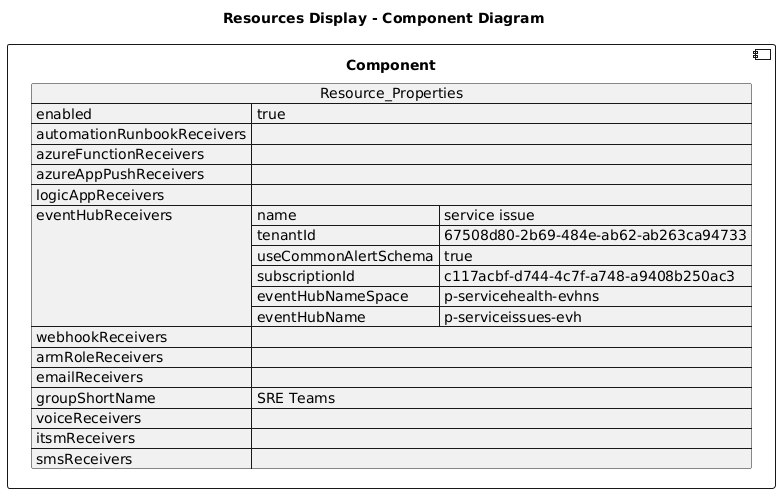 Resources Display - Component Diagram
Component
Resource_Properties
enabled true
automationRunbookReceivers
azureFunctionReceivers
azureAppPushReceivers
logicAppReceivers
eventHubReceivers name service issue
tenantId 67508d80-2b69-484e-ab62-ab263ca94733
useCommonAlertSchema true
subscriptionId c117acbf-d744-4c7f-a748-a9408b250ac3
eventHubNameSpace p-servicehealth-evhns
eventHubName p-serviceissues-evh
webhookReceivers
armRoleReceivers
emailReceivers
groupShortName SRE Teams
voiceReceivers
itsmReceivers
smsReceivers